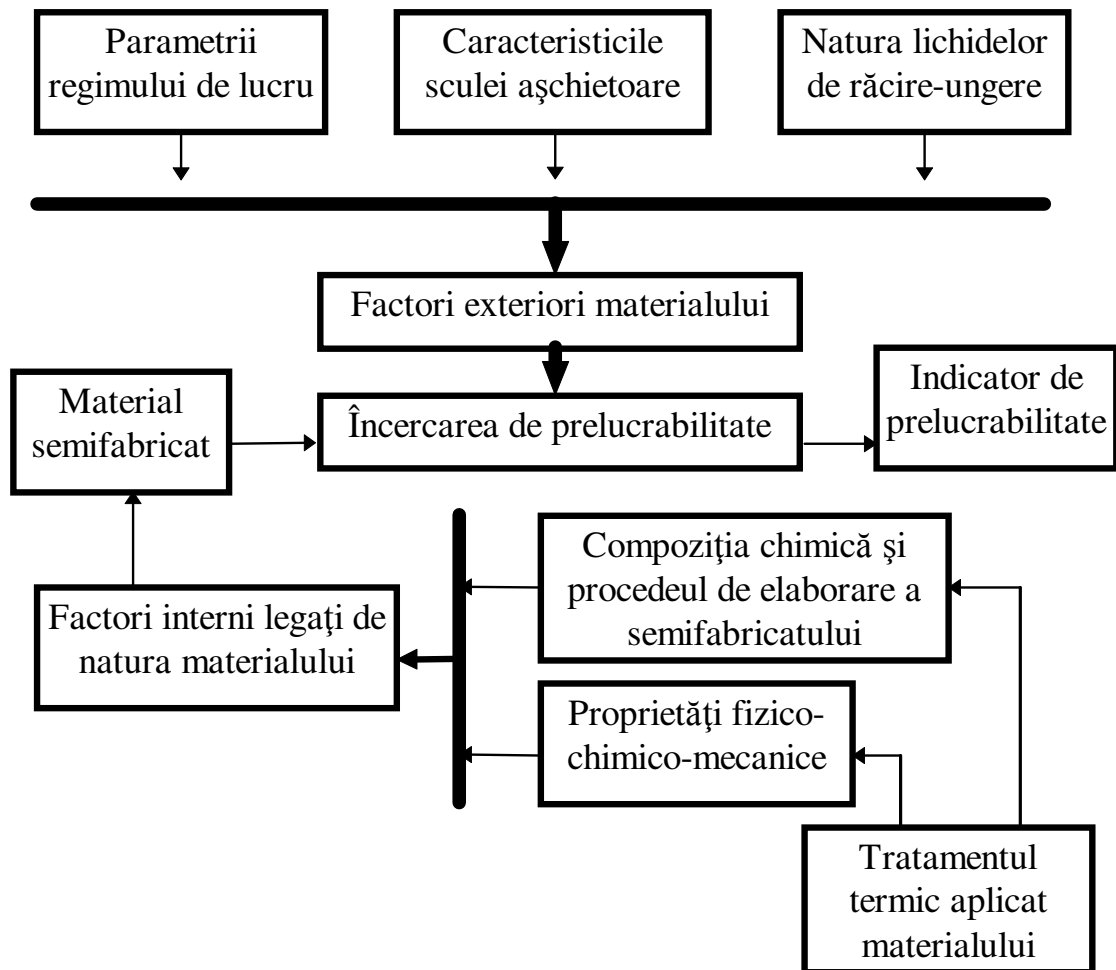 Parametrii
regimului de lucru
Caracteristicile
sculei aşchietoare
Natura lichidelor
de răcire-ungere
Factori exteriori materialului
Material
semifabricat
Încercarea de prelucrabilitate
Indicator de
prelucrabilitate
Compoziţia chimică şi
procedeul de elaborare a
semifabricatului
Factori interni legaţi de
natura materialului
Proprietăţi fizico-
chimico-mecanice
Tratamentul
termic aplicat
materialului